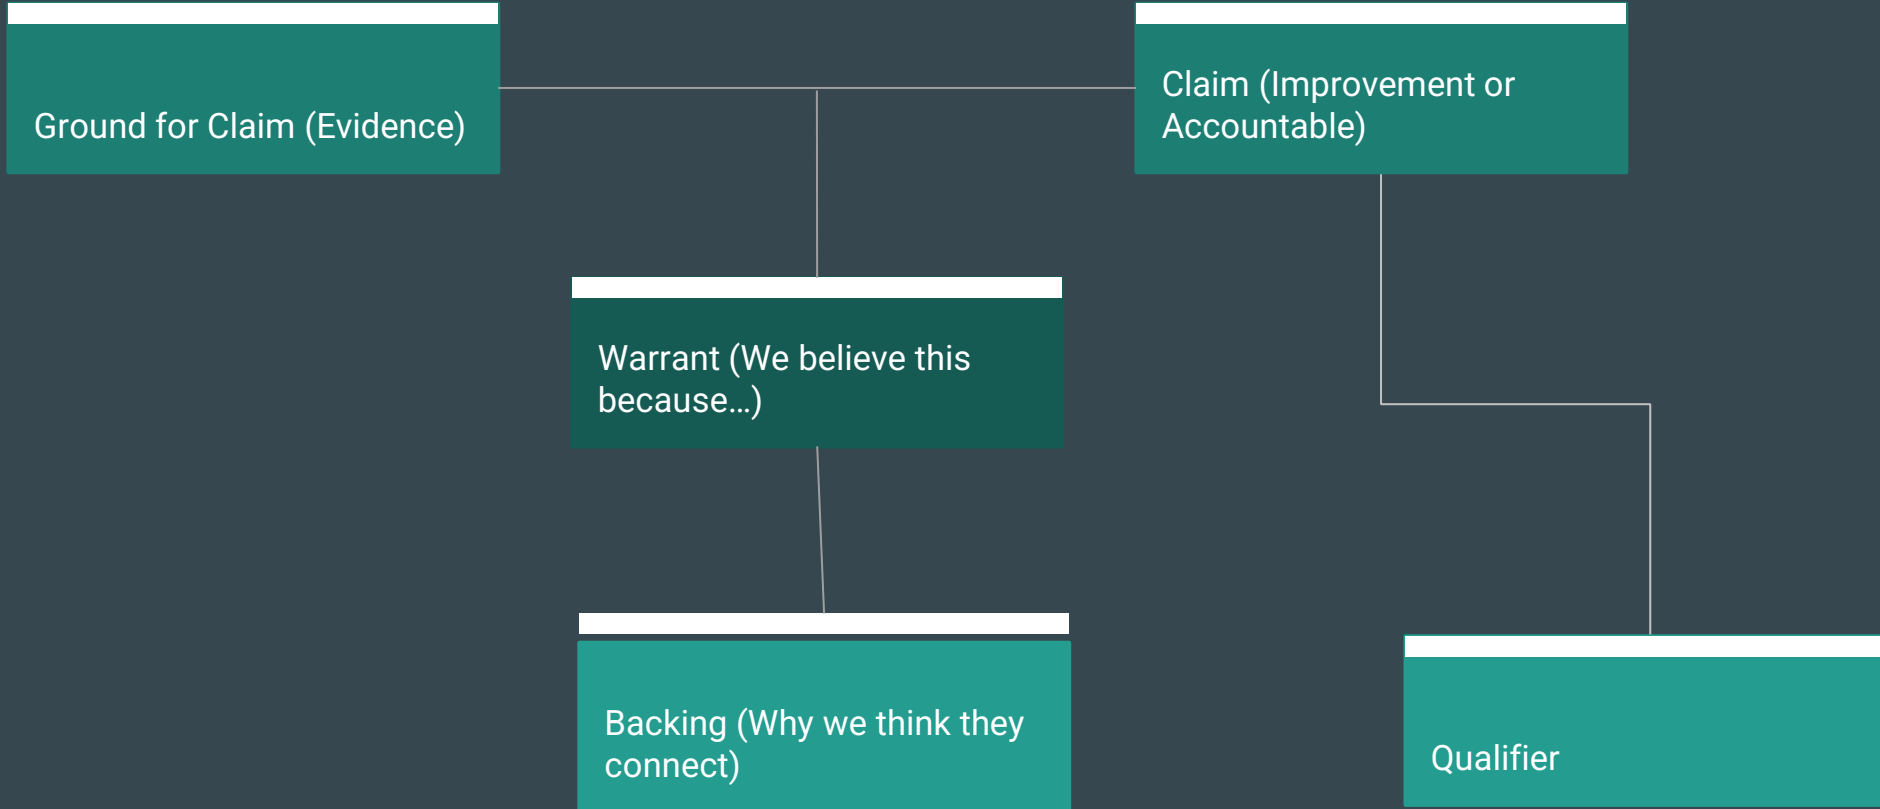 Ground for Claim (Evidence)
Claim (Improvement or
Accountable)
Warrant (We believe this
because…)
Backing (Why we think they
connect)
Qualifier